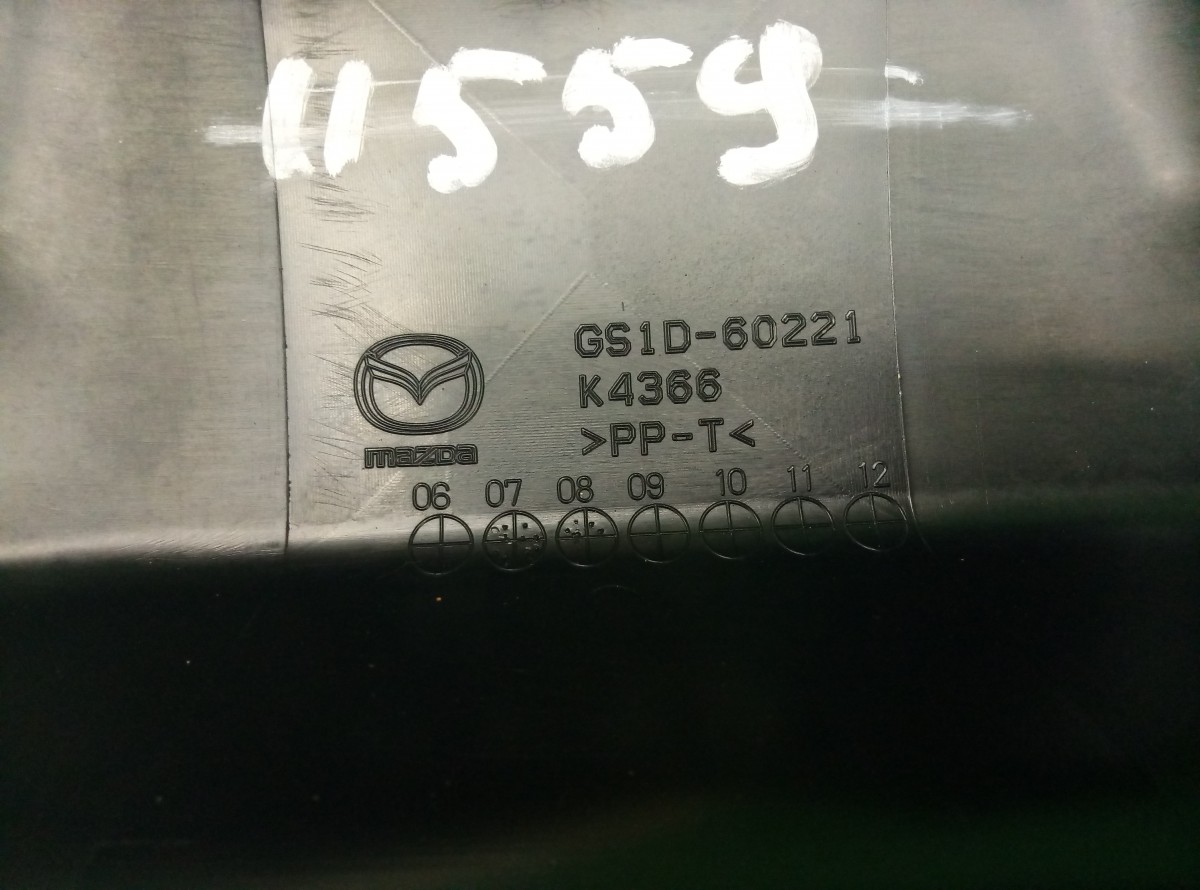 11559
GS1D-60221
K4366
>PP-T<
mazda
06 07 08 09 10 11 12